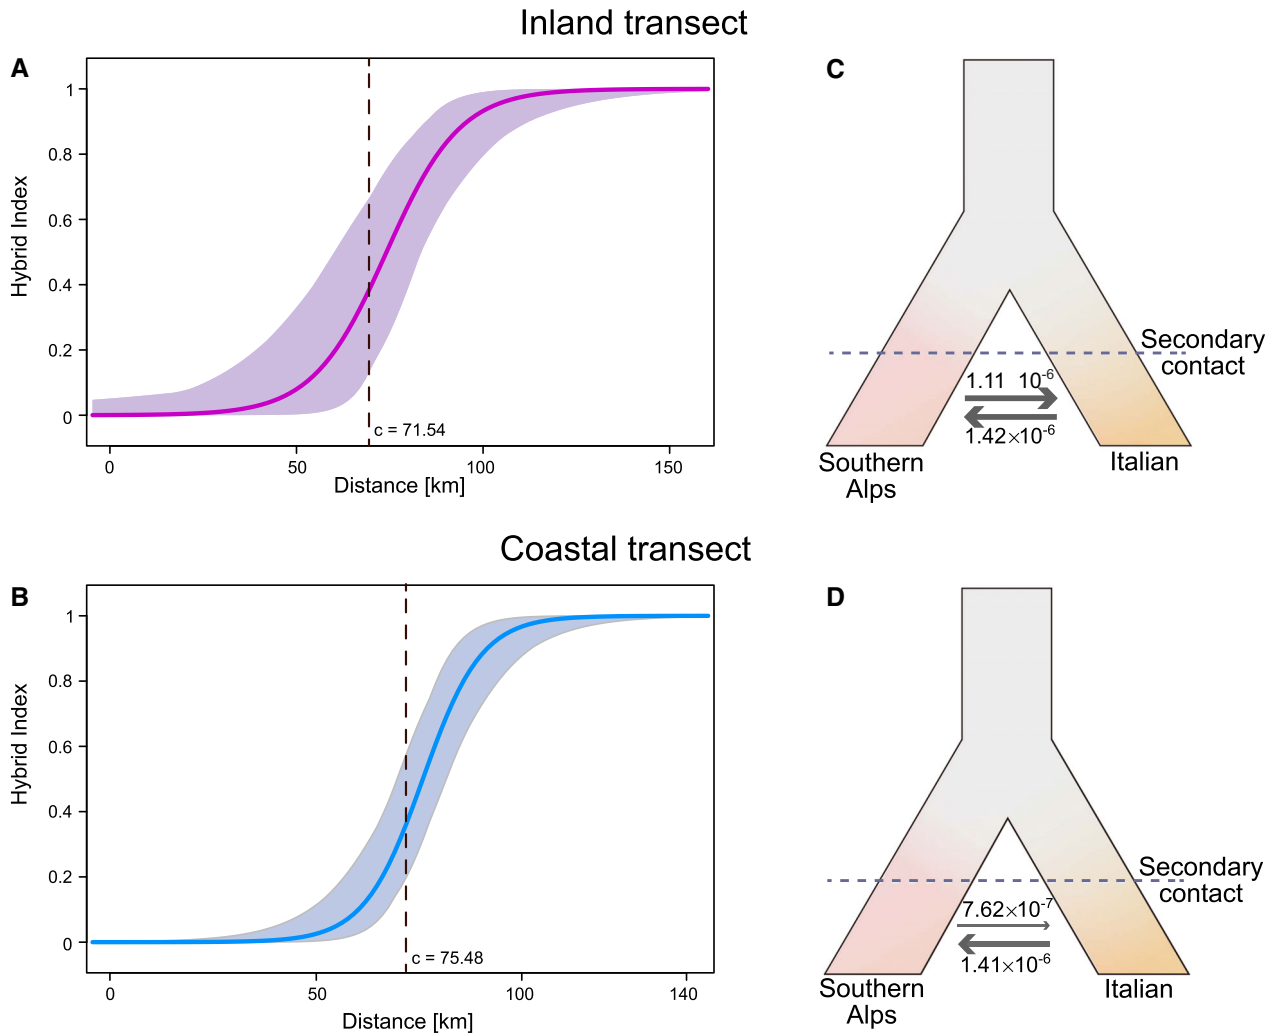 Inland transect
A
1
0.8
0.6
0.4
0.2
0
Hybrid Index
c = 71.54
0 50 100 150
Distance [km]
C
Secondary
contact
1.11 10-6
1.42×10-6
Southern
Alps
Italian
Coastal transect
B
1
0.8
0.6
0.4
0.2
0
Hybrid Index
c = 75.48
0 50 100 140
Distance [km]
D
Secondary
contact
7.62×10-7
1.41×10-6
Southern
Alps
Italian